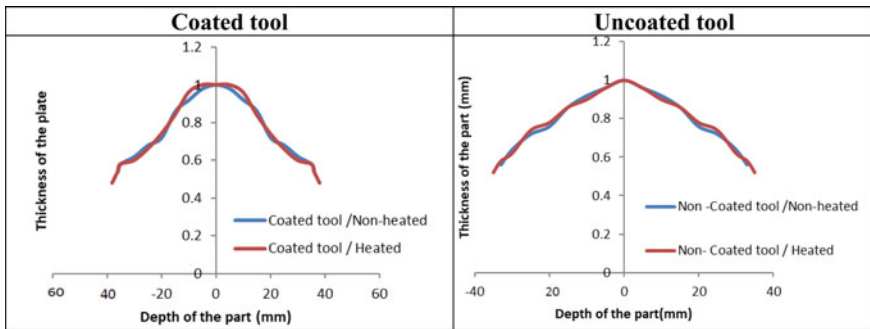 Coated tool
Uncoated tool
1.2
1
0.8
0.6
0.4
0.2
0
60 40 -20 0 20 40 60
Thickness of the plate
Depth of the part (mm)
Coated tool /Non-heated
Coated tool / Heated
1.2
1
0.8
0.6
0.4
0.2
0
-40 20 0 20 40
Thickness of the part (mm)
Depth of the part(mm)
Non -Coated tool /Non-heated
Non- Coated tool / Heated